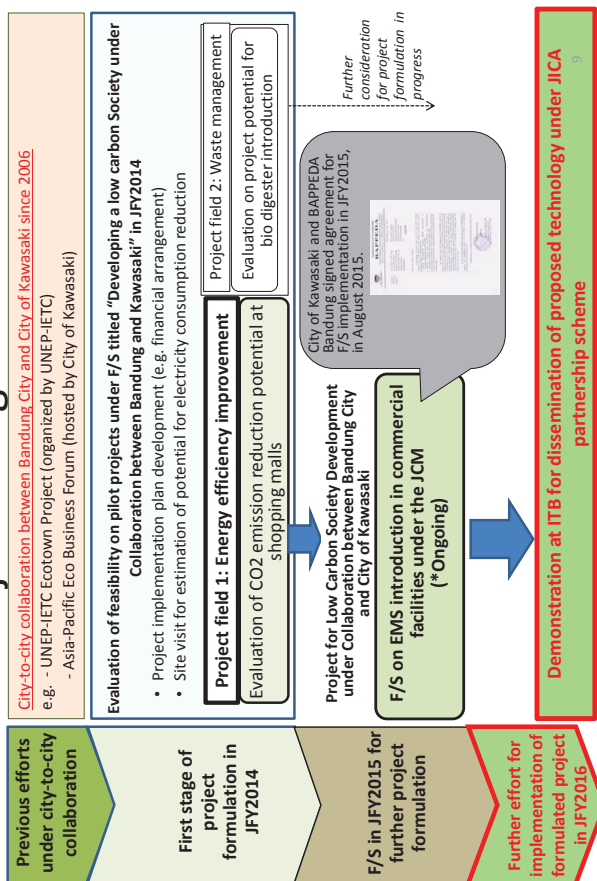 Previous efforts
under city-to-city
collaboration
City-to-city collaboration between Bandung City and City of Kawasaki since 2006
e.g. - UNEP-IETC Ecotown Project (organized by UNEP-IETC)
- Asia-Pacific Eco Business Forum (hosted by City of Kawasaki)
First stage of
project
formulation in
JFY2014
Evaluation of feasibility on pilot projects under F/S titled "Developing a low carbon Society under
Collaboration between Bandung and Kawasaki" in JFY2014
• Project implementation plan development (e.g. financial arrangement)
• Site visit for estimation of potential for electricity consumption reduction
Project field 1: Energy efficiency improvement
Evaluation of CO2 emission reduction potential at
shopping malls
Project field 2: Waste management
Evaluation on project potential for
bio digester introduction
F/S in JFY2015 for
further project
formulation
Project for Low Carbon Society Development
under Collaboration between Bandung City
and City of Kawasaki
F/S on EMS introduction in commercial
facilities under the JCM
(*Ongoing)
City of Kawasaki and BAPPEDA
Bandung signed agreement for
F/S implementation in JFY2015,
in August 2015.
BAPPEDA
Further
consideration
for project
formulation in
progress
Further effort for
implementation of
formulated project
in JFY2016
Demonstration at ITB for dissemination of proposed technology under JICA
partnership scheme
9